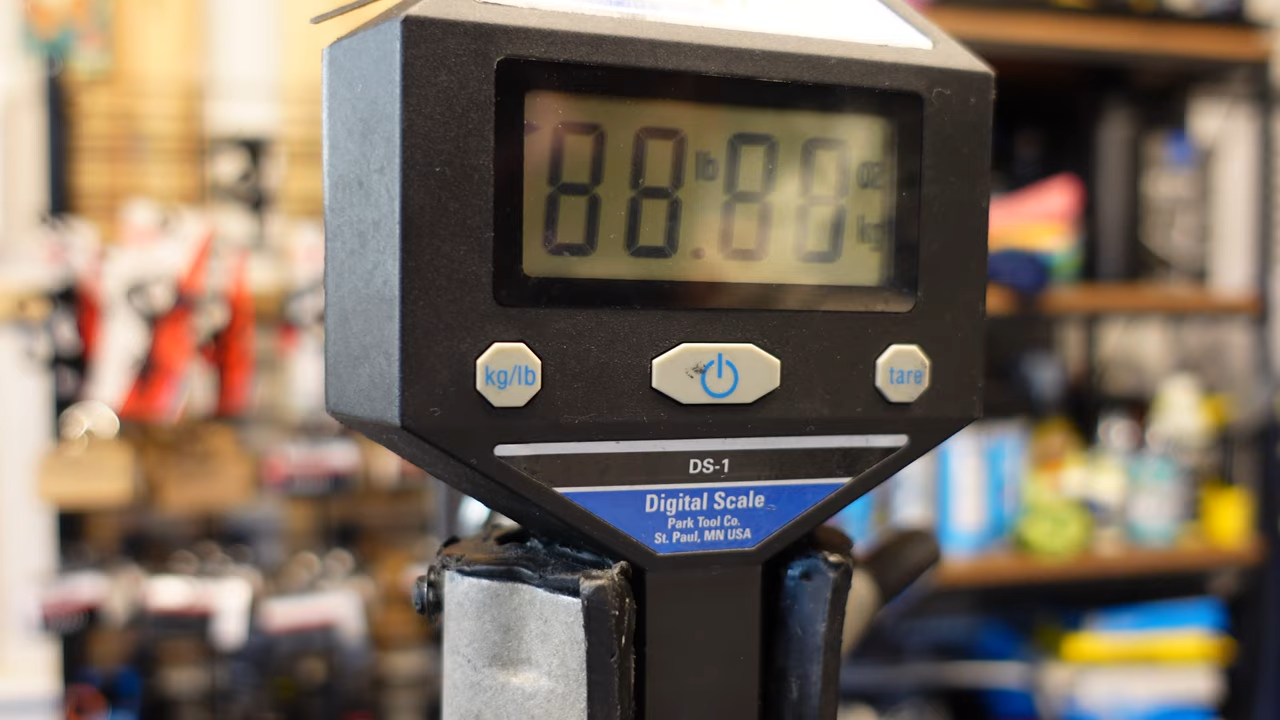 88.88
lb
oz
kg
kg/lb
tare
DS-1
Digital Scale
Park Tool Co.
St. Paul, MN USA